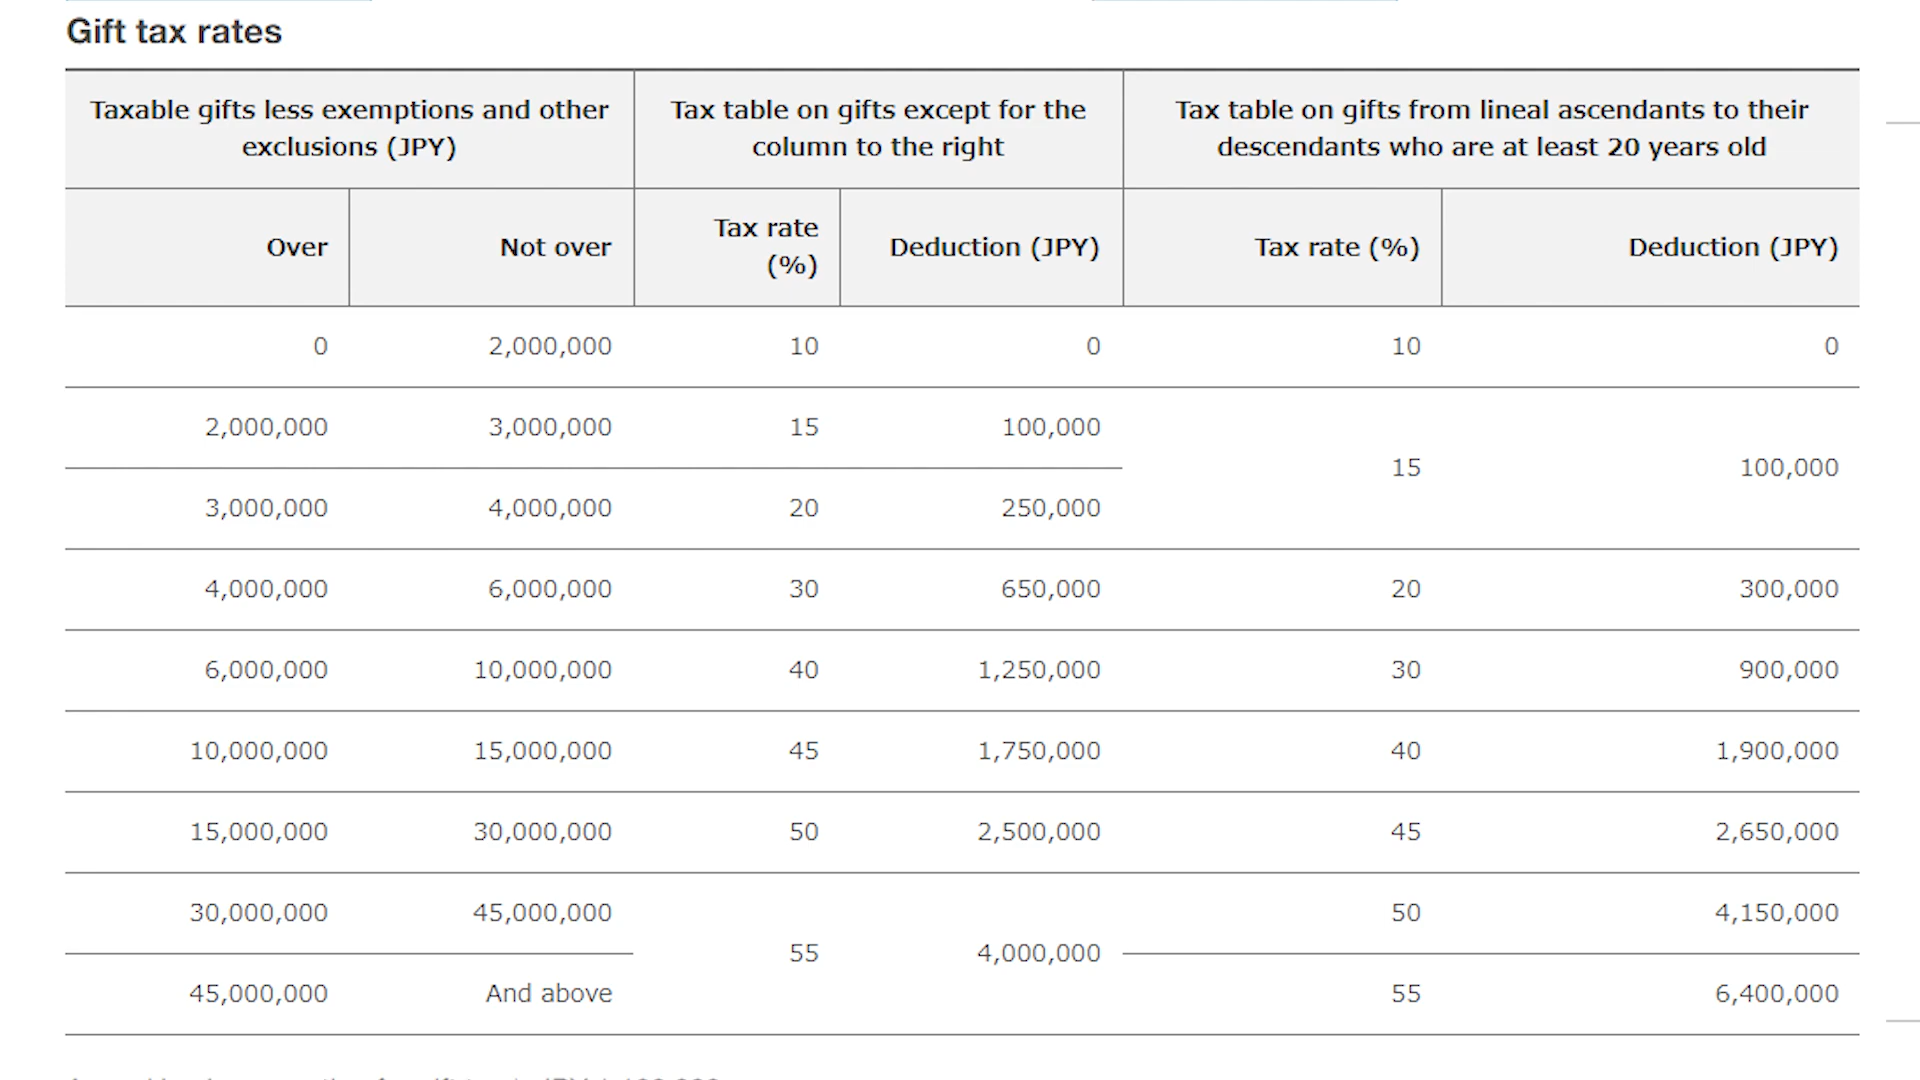 Gift tax rates
Taxable gifts less exemptions and other
exclusions (JPY)
Tax table on gifts except for the
column to the right
Tax table on gifts from lineal ascendants to their
descendants who are at least 20 years old
Over Not over Tax rate
(%) Deduction (JPY) Tax rate (%) Deduction (JPY)
0 2,000,000 10 0 10 0
2,000,000 3,000,000 15 100,000
15 100,000
3,000,000 4,000,000 20 250,000
4,000,000 6,000,000 30 650,000 20 300,000
6,000,000 10,000,000 40 1,250,000 30 900,000
10,000,000 15,000,000 45 1,750,000 40 1,900,000
15,000,000 30,000,000 50 2,500,000 45 2,650,000
30,000,000 45,000,000 50 4,150,000
55 4,000,000
45,000,000 And above 55 6,400,000